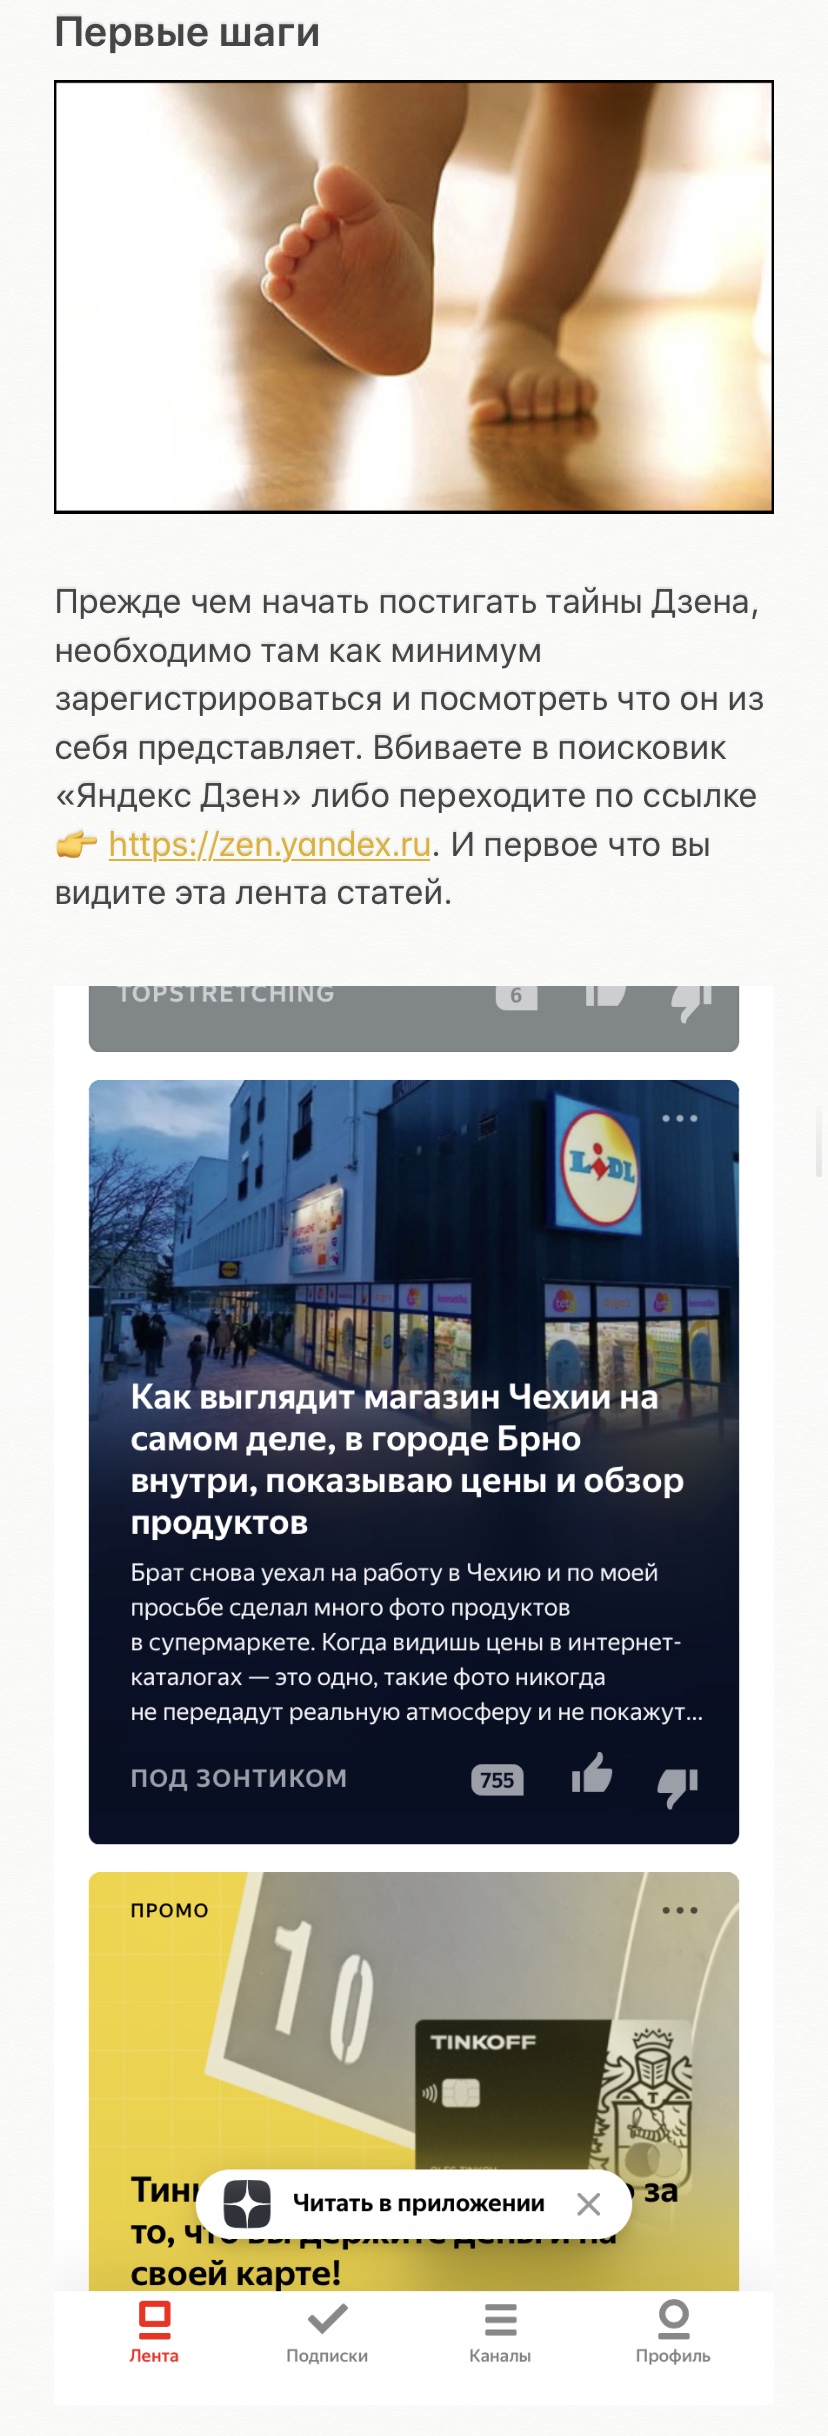 Первые шаги
Прежде чем начать постигать тайны Дзена,
необходимо там как минимум
зарегистрироваться и посмотреть что он из
себя представляет. Вбиваете в поисковик
«Яндекс Дзен» либо переходите по ссылке
👉 https://zen.yandex.ru. И первое что вы
видите эта лента статей.
TOPSTRETCHING 6
LIDL
Как выглядит магазин Чехии на
самом деле, в городе Брно
внутри, показываю цены и обзор
продуктов
Брат снова уехал на работу в Чехию и по моей
просьбе сделал много фото продуктов
в супермаркете. Когда видишь цены в интернет-
каталогах — это одно, такие фото никогда
не передадут реальную атмосферу и не покажут...
ПОД ЗОНТИКОМ 755
ПРОМО
10
TINKOFF
за
то,
своей карте!
Читать в приложении
Лента Подписки Каналы Профиль